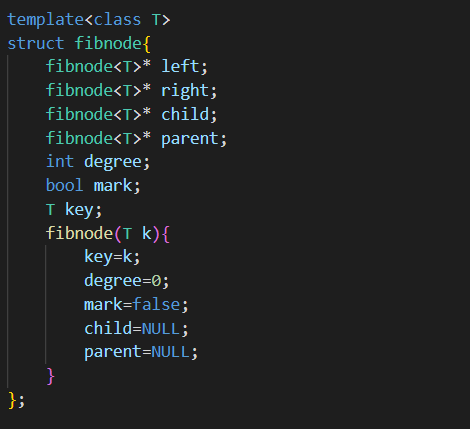 template<class T>
struct fibnode{
    fibnode<T>* left;
    fibnode<T>* right;
    fibnode<T>* child;
    fibnode<T>* parent;
    int degree;
    bool mark;
    T key;
    fibnode(T k){
        key=k;
        degree=0;
        mark=false;
        child=NULL;
        parent=NULL;
    }
};